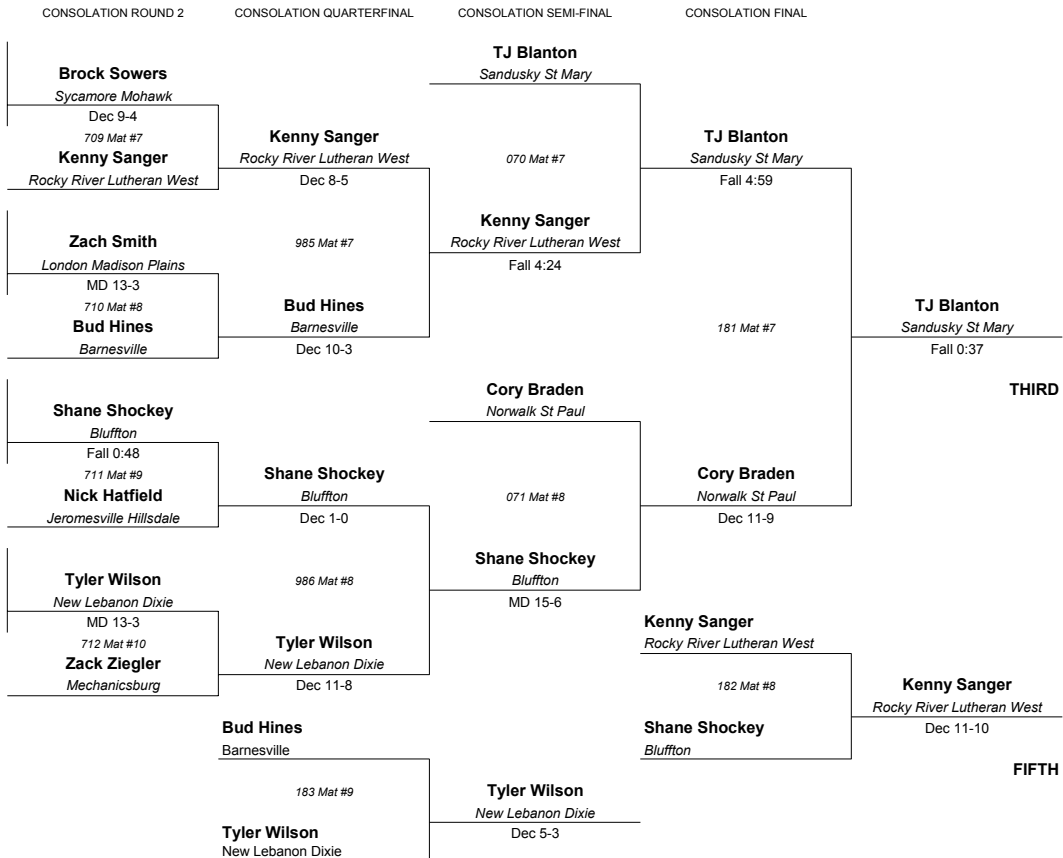 CONSOLATION ROUND 2
CONSOLATION QUARTERFINAL
CONSOLATION SEMI-FINAL
CONSOLATION FINAL
Brock Sowers
Sycamore Mohawk
Dec 9-4
709 Mat #7
Kenny Sanger
Rocky River Lutheran West
Zach Smith
London Madison Plains
MD 13-3
710 Mat #8
Bud Hines
Barnesville
Shane Shockey
Bluffton
Fall 0:48
711 Mat #9
Nick Hatfield
Jeromesville Hillsdale
Tyler Wilson
New Lebanon Dixie
MD 13-3
712 Mat #10
Zack Ziegler
Mechanicsburg
Kenny Sanger
Rocky River Lutheran West
Dec 8-5
985 Mat #7
Bud Hines
Barnesville
Dec 10-3
Shane Shockey
Bluffton
Dec 1-0
986 Mat #8
Tyler Wilson
New Lebanon Dixie
Dec 11-8
Bud Hines
Barnesville
183 Mat #9
Tyler Wilson
New Lebanon Dixie
TJ Blanton
Sandusky St Mary
070 Mat #7
Kenny Sanger
Rocky River Lutheran West
Fall 4:24
Cory Braden
Norwalk St Paul
071 Mat #8
Shane Shockey
Bluffton
MD 15-6
Tyler Wilson
New Lebanon Dixie
Dec 5-3
TJ Blanton
Sandusky St Mary
Fall 4:59
181 Mat #7
Cory Braden
Norwalk St Paul
Dec 11-9
Kenny Sanger
Rocky River Lutheran West
182 Mat #8
Shane Shockey
Bluffton
TJ Blanton
Sandusky St Mary
Fall 0:37
THIRD
Kenny Sanger
Rocky River Lutheran West
Dec 11-10
FIFTH